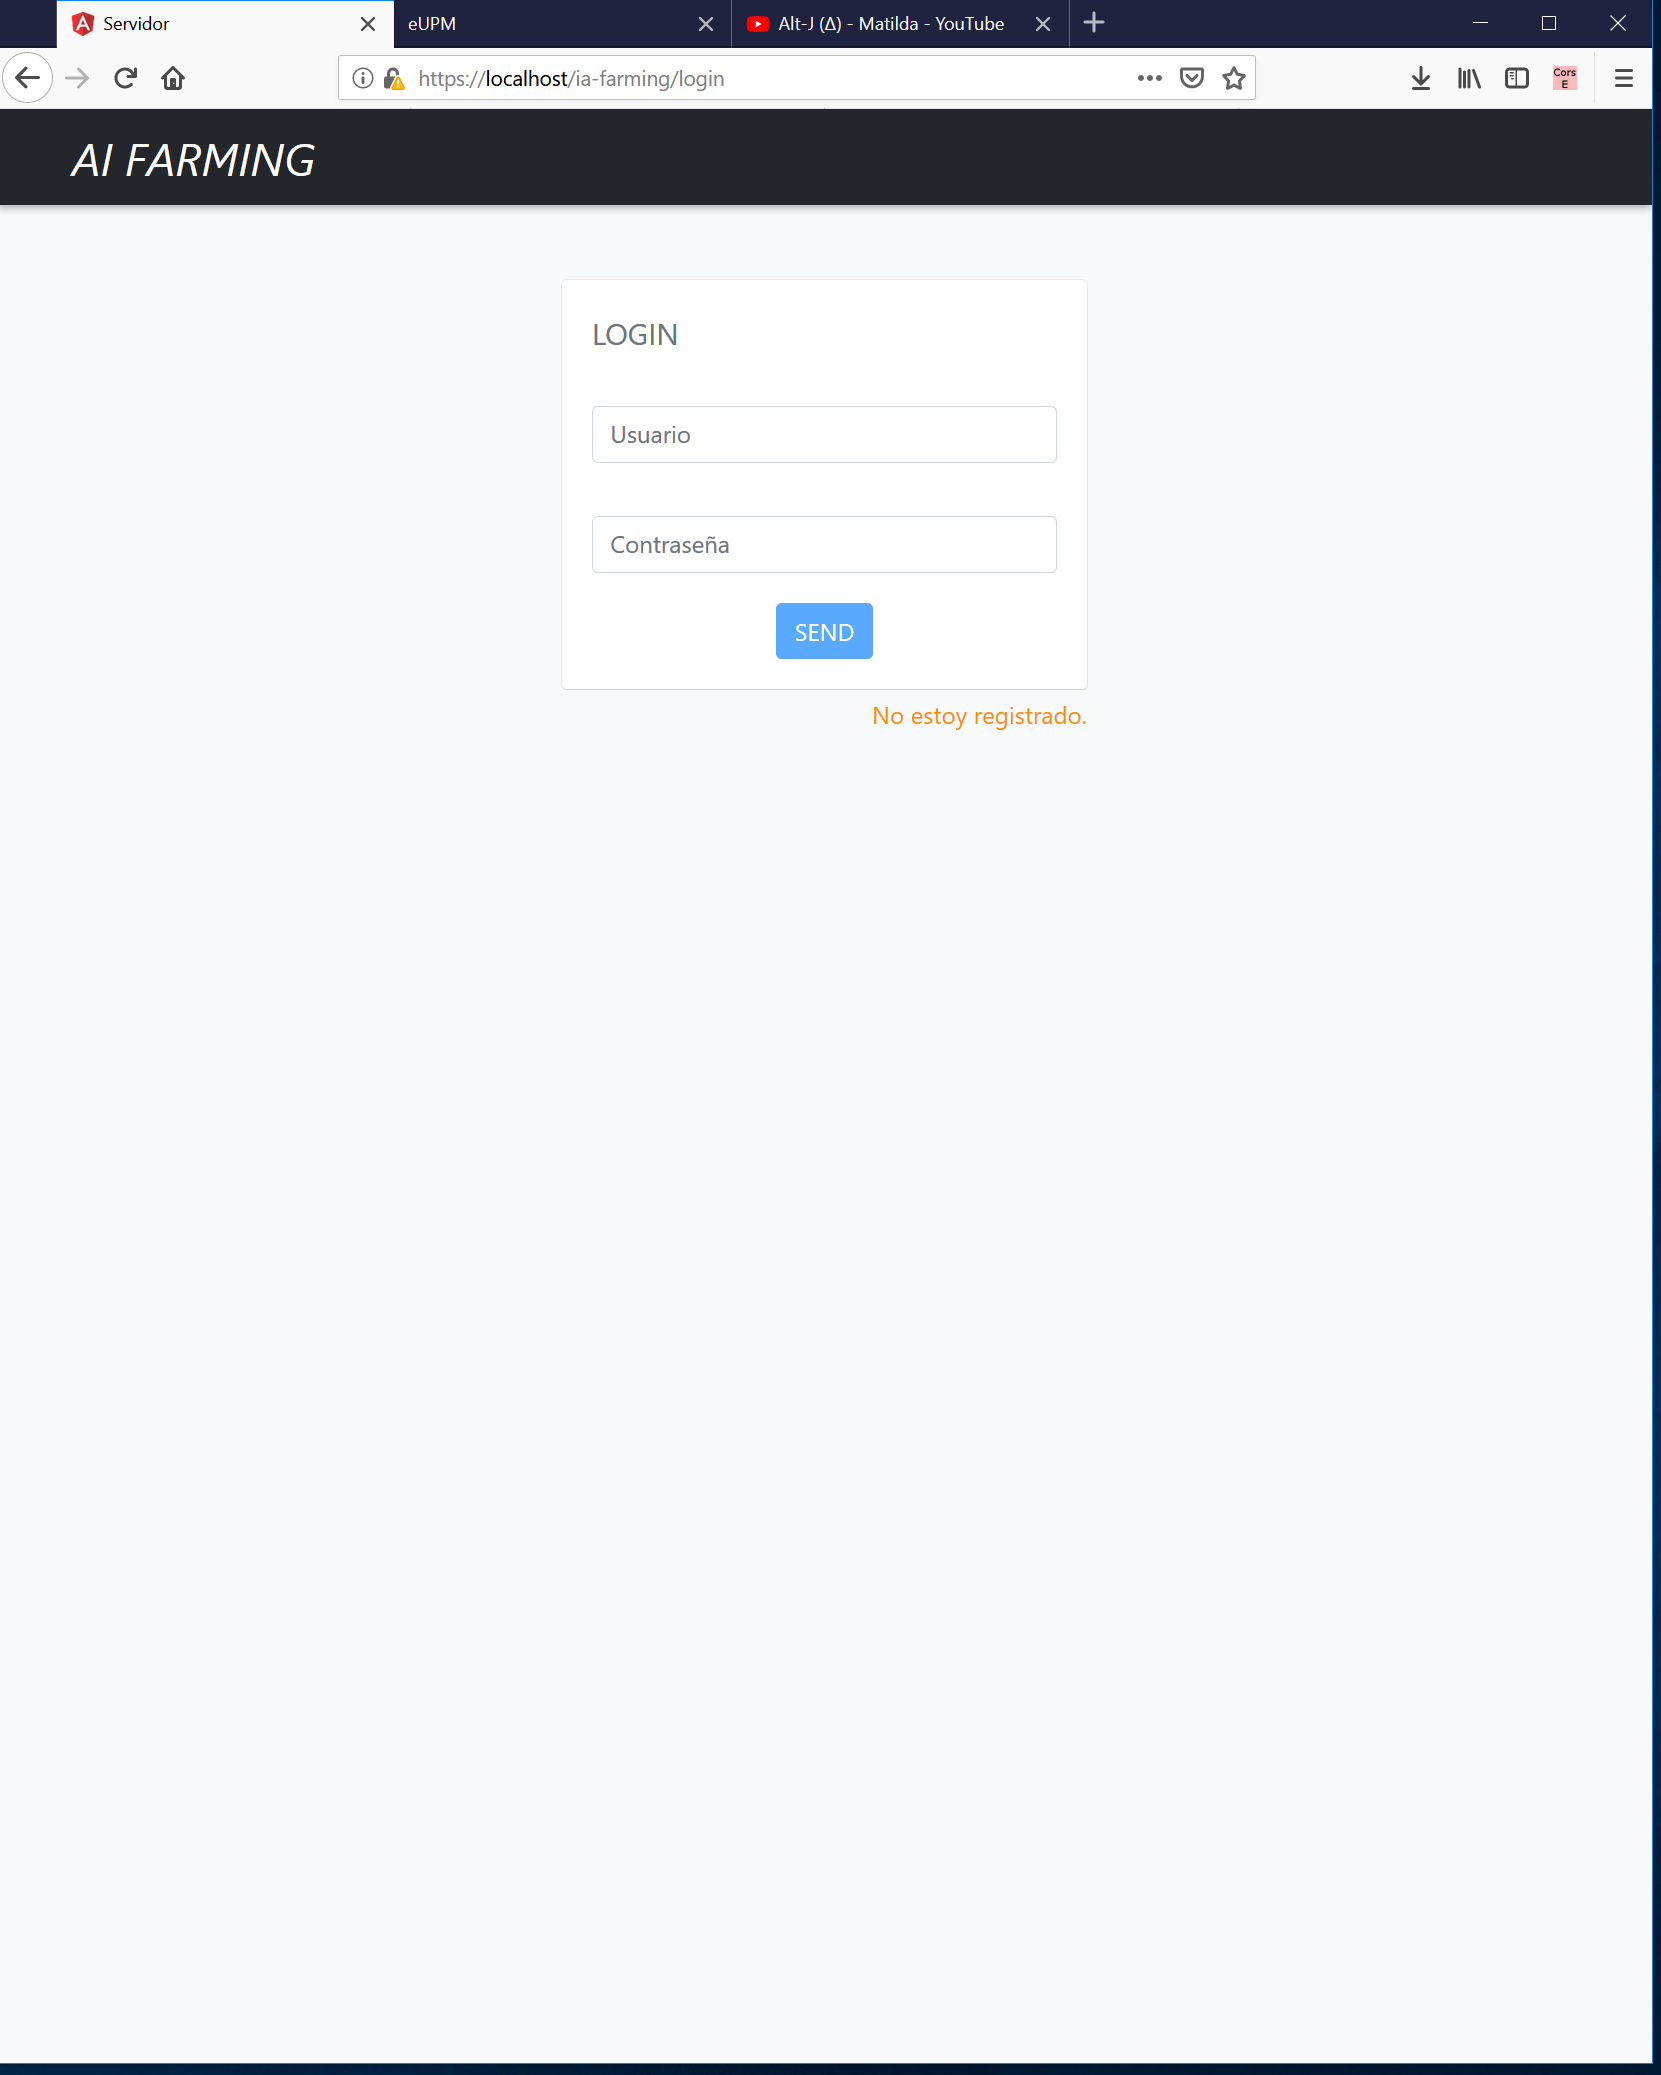 Servidor
eUPM
Alt-J (Δ) - Matilda - YouTube
https://localhost/ia-farming/login
Cors
E
AI FARMING
LOGIN
Usuario
Contraseña
SEND
No estoy registrado.